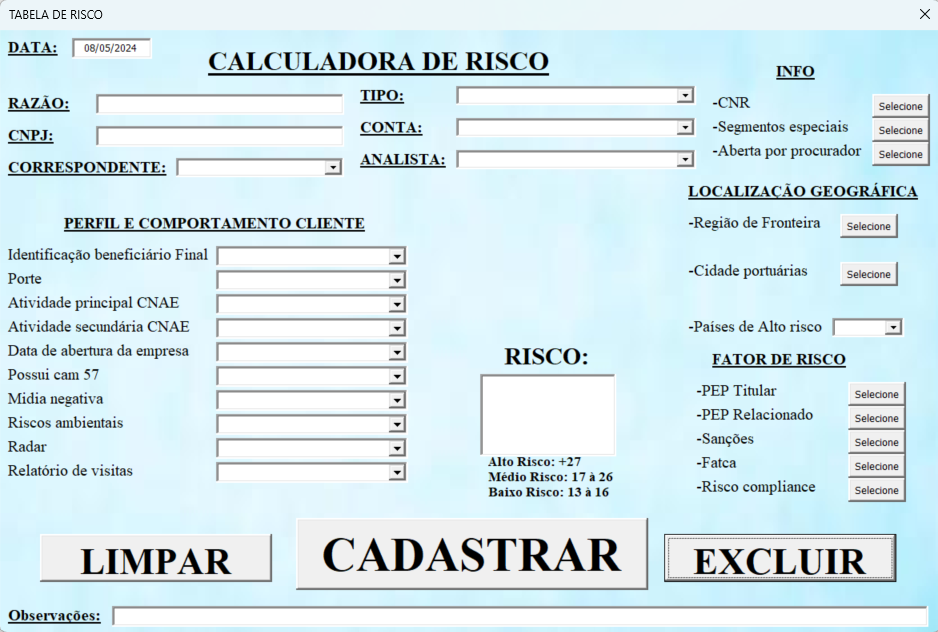 TABELA DE RISCO
DATA: 08/05/2024
CALCULADORA DE RISCO
RAZÃO:
CNPJ:
CORRESPONDENTE:
TIPO:
CONTA:
ANALISTA:
INFO
-CNR Selecione
-Segmentos especiais Selecione
-Aberta por procurador Selecione
LOCALIZAÇÃO GEOGRÁFICA
-Região de Fronteira Selecione
-Cidade portuárias Selecione
-Países de Alto risco
PERFIL E COMPORTAMENTO CLIENTE
Identificação beneficiário Final
Porte
Atividade principal CNAE
Atividade secundária CNAE
Data de abertura da empresa
Possui cam 57
Midia negativa
Riscos ambientais
Radar
Relatório de visitas
RISCO:
Alto Risco: +27
Médio Risco: 17 à 26
Baixo Risco: 13 à 16
FATOR DE RISCO
-PEP Titular Selecione
-PEP Relacionado Selecione
-Sanções Selecione
-Fatca Selecione
-Risco compliance Selecione
LIMPAR
CADASTRAR
EXCLUIR
Observações: